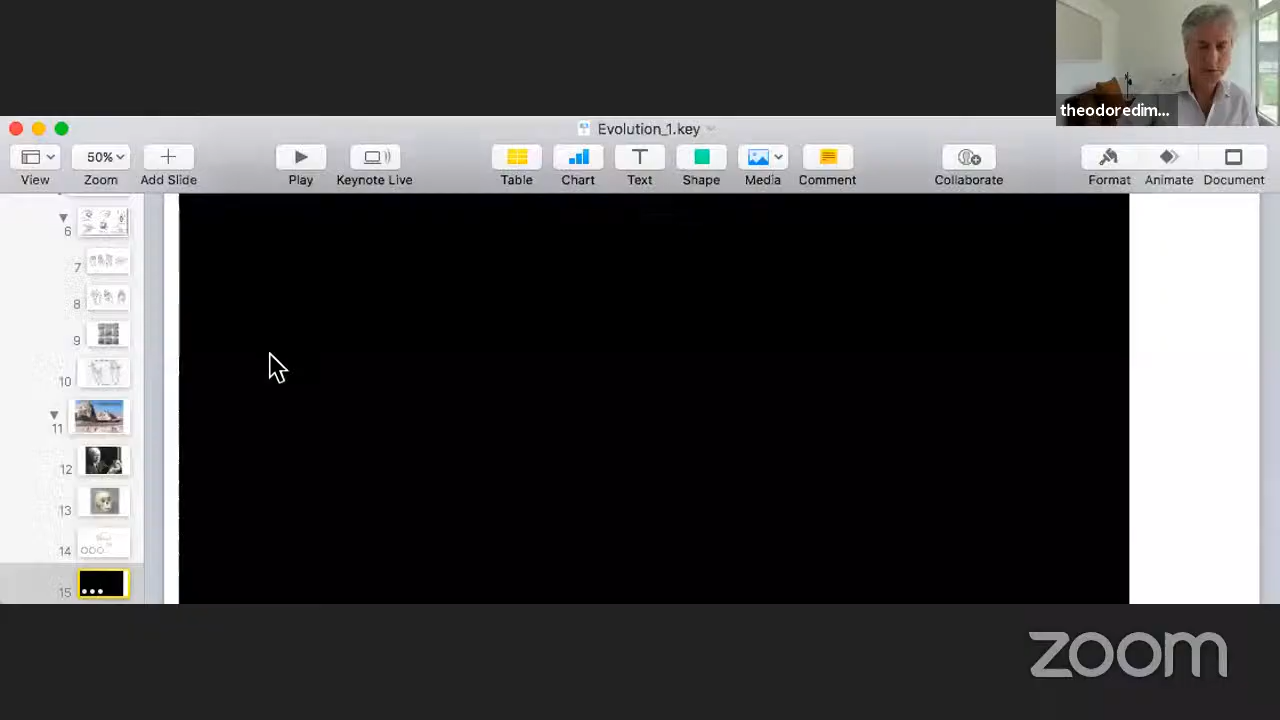 theodoredim...
Evolution_1.key
50%
View
Zoom
Add Slide
Play
Keynote Live
Table
Chart
Text
Shape
Media
Comment
Collaborate
Format
Animate
Document
6
7
8
9
10
11
12
13
14
15
zoom